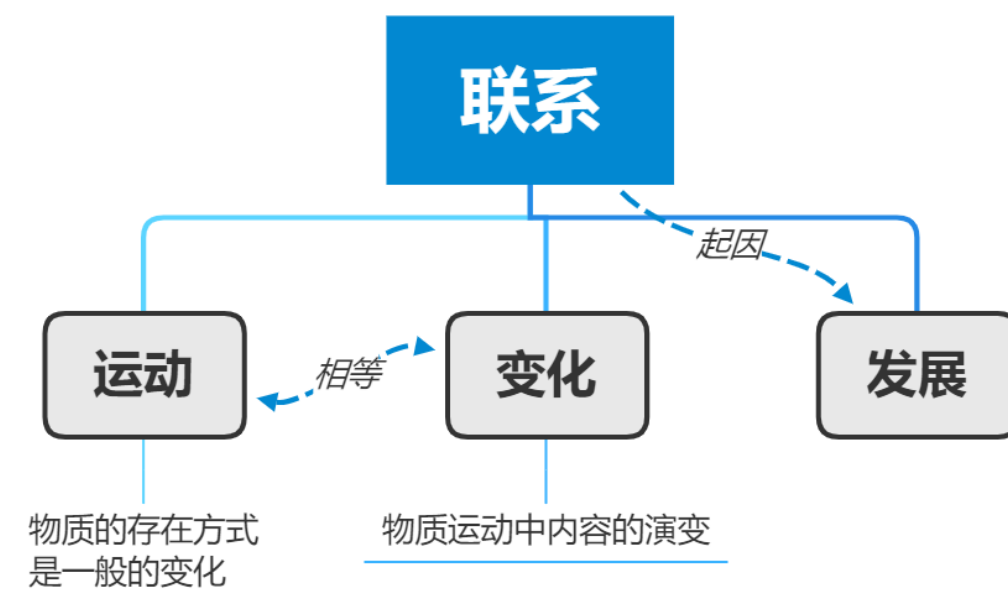 联系
起因
运动
相等
变化
发展
物质的存在方式
是一般的变化
物质运动中内容的演变